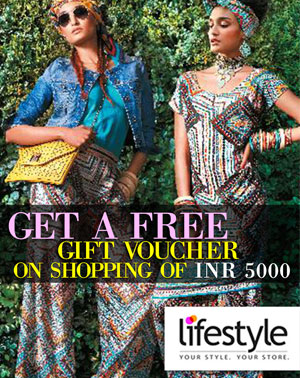 GET A FREE
GIFT VOUCHER
ON SHOPPING OF INR 5000
lifestyle
YOUR STYLE. YOUR STORE.